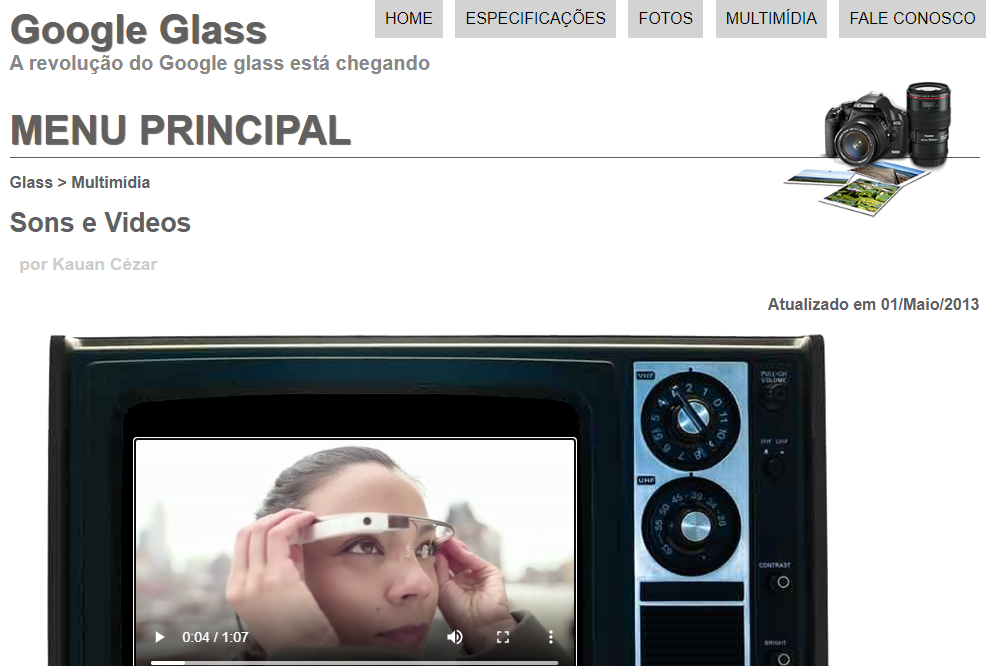 Google Glass
HOME
ESPECIFICAÇÕES
FOTOS
MULTIMÍDIA
FALE CONOSCO
A revolução do Google glass está chegando
MENU PRINCIPAL
Glass > Multimídia
Sons e Videos
por Kauan Cézar
Atualizado em 01/Maio/2013
Canon
VHF
PULL-ON
VOLUME
VHF UHF
UHF
CONTRAST
BRIGHT
0:04 / 1:07